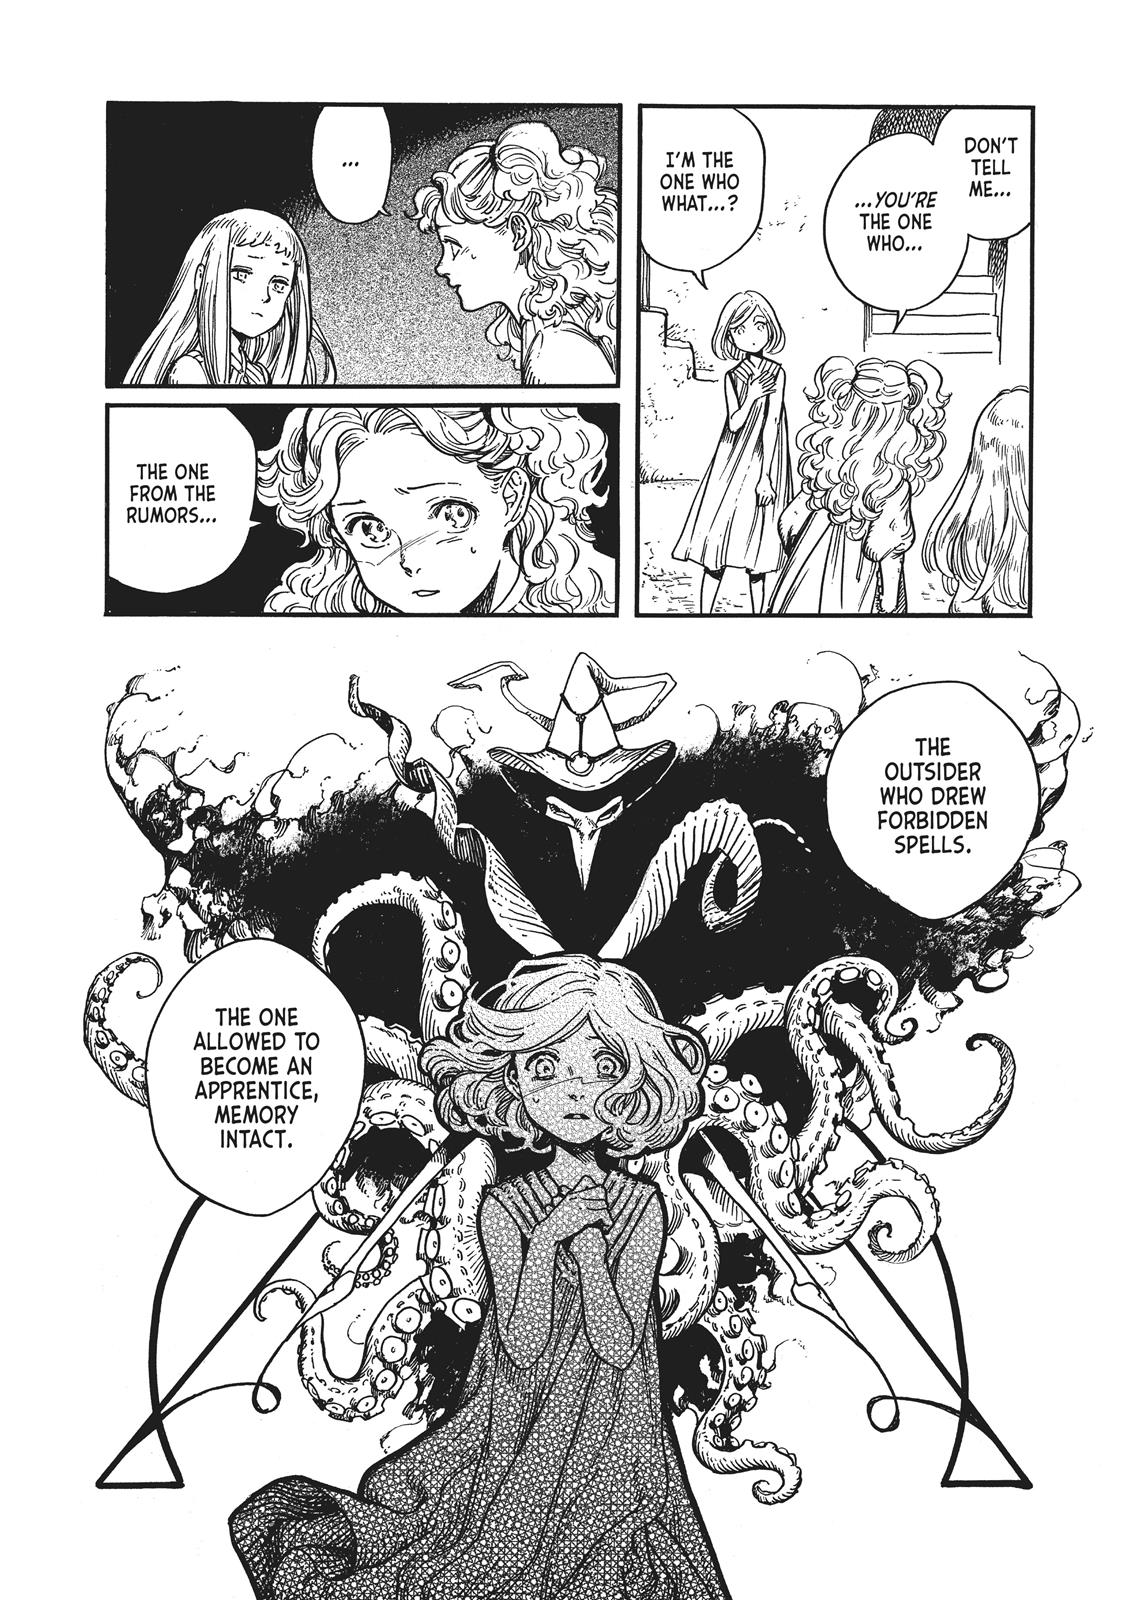 DON'T
TELL
ME...
...YOU'RE
THE ONE
WHO...
I'M THE
ONE WHO
WHAT...?
...
THE ONE
FROM THE
RUMORS...
THE
OUTSIDER
WHO DREW
FORBIDDEN
SPELLS.
THE ONE
ALLOWED TO
BECOME AN
APPRENTICE,
MEMORY
INTACT.